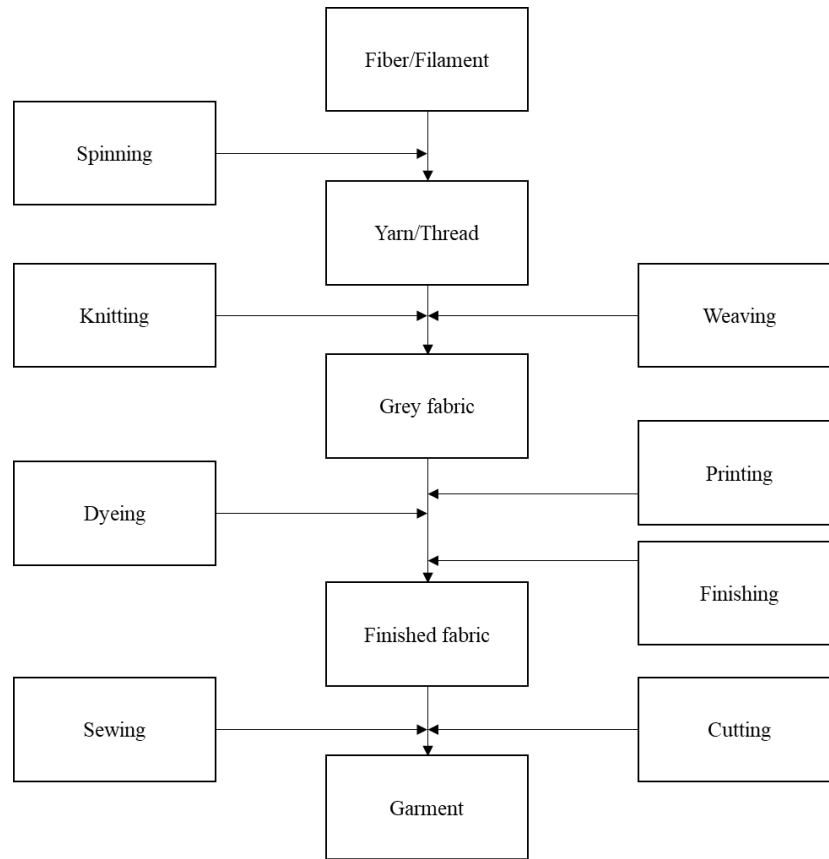 Fiber/Filament
Spinning
Yarn/Thread
Knitting
Weaving
Grey fabric
Printing
Dyeing
Finishing
Finished fabric
Sewing
Cutting
Garment